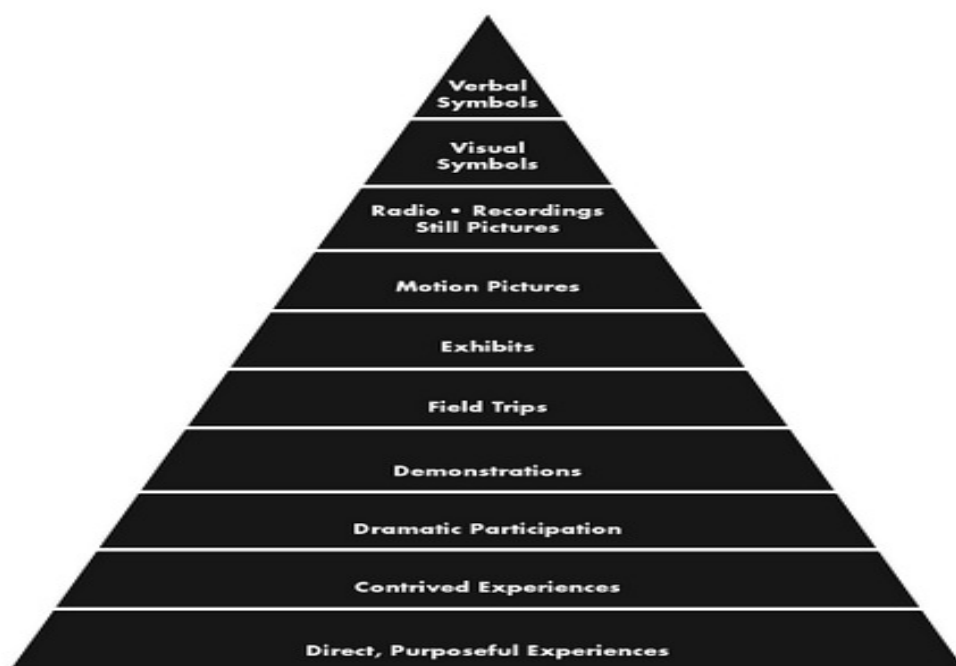 Verbal
Symbols
Visual
Symbols
Radio • Recordings
Still Pictures
Motion Pictures
Exhibits
Field Trips
Demonstrations
Dramatic Participation
Contrived Experiences
Direct, Purposeful Experiences